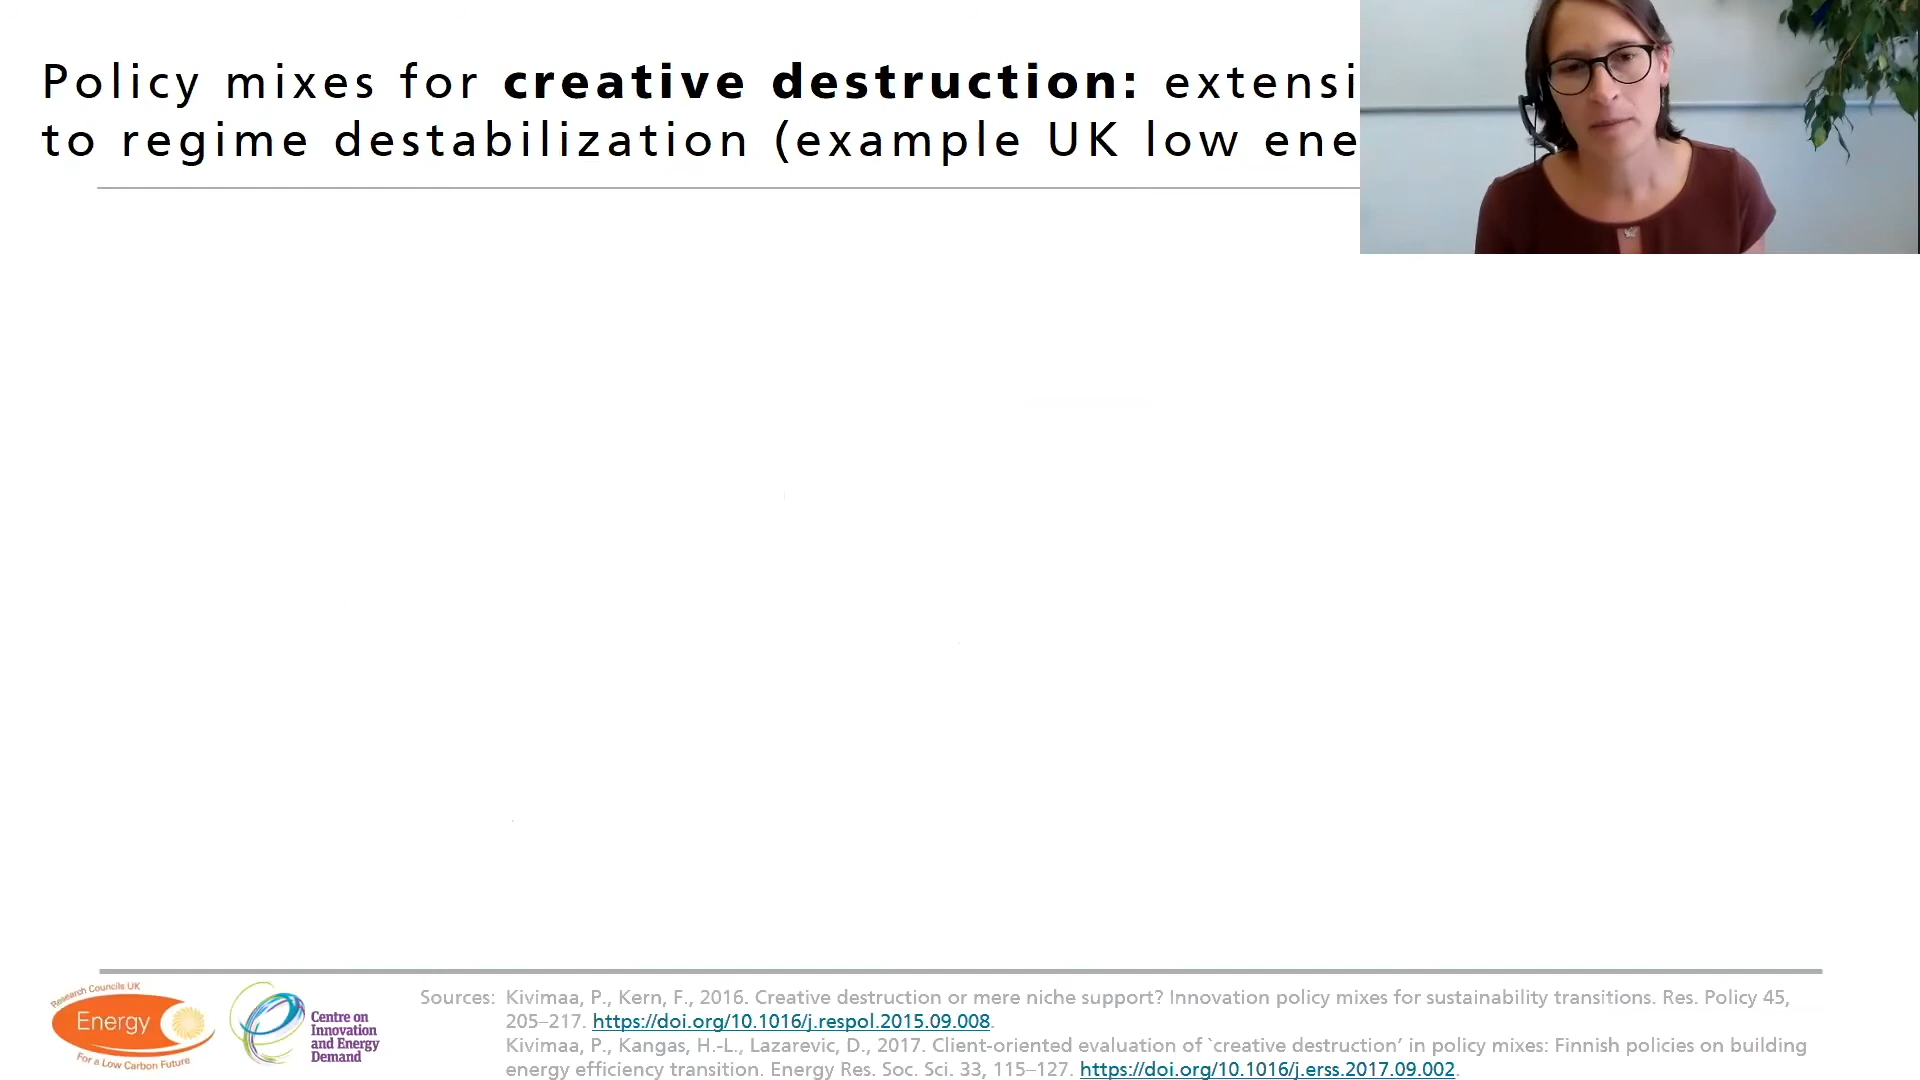 Policy mixes for creative destruction: extensi
to regime destabilization (example UK low ene
Research Councils UK
Energy
For a Low Carbon Future
Centre on
Innovation
and Energy
Demand
Sources: Kivimaa, P., Kern, F., 2016. Creative destruction or mere niche support? Innovation policy mixes for sustainability transitions. Res. Policy 45,
205–217. https://doi.org/10.1016/j.respol.2015.09.008.
Kivimaa, P., Kangas, H.-L., Lazarevic, D., 2017. Client-oriented evaluation of `creative destruction’ in policy mixes: Finnish policies on building
energy efficiency transition. Energy Res. Soc. Sci. 33, 115–127. https://doi.org/10.1016/j.erss.2017.09.002.